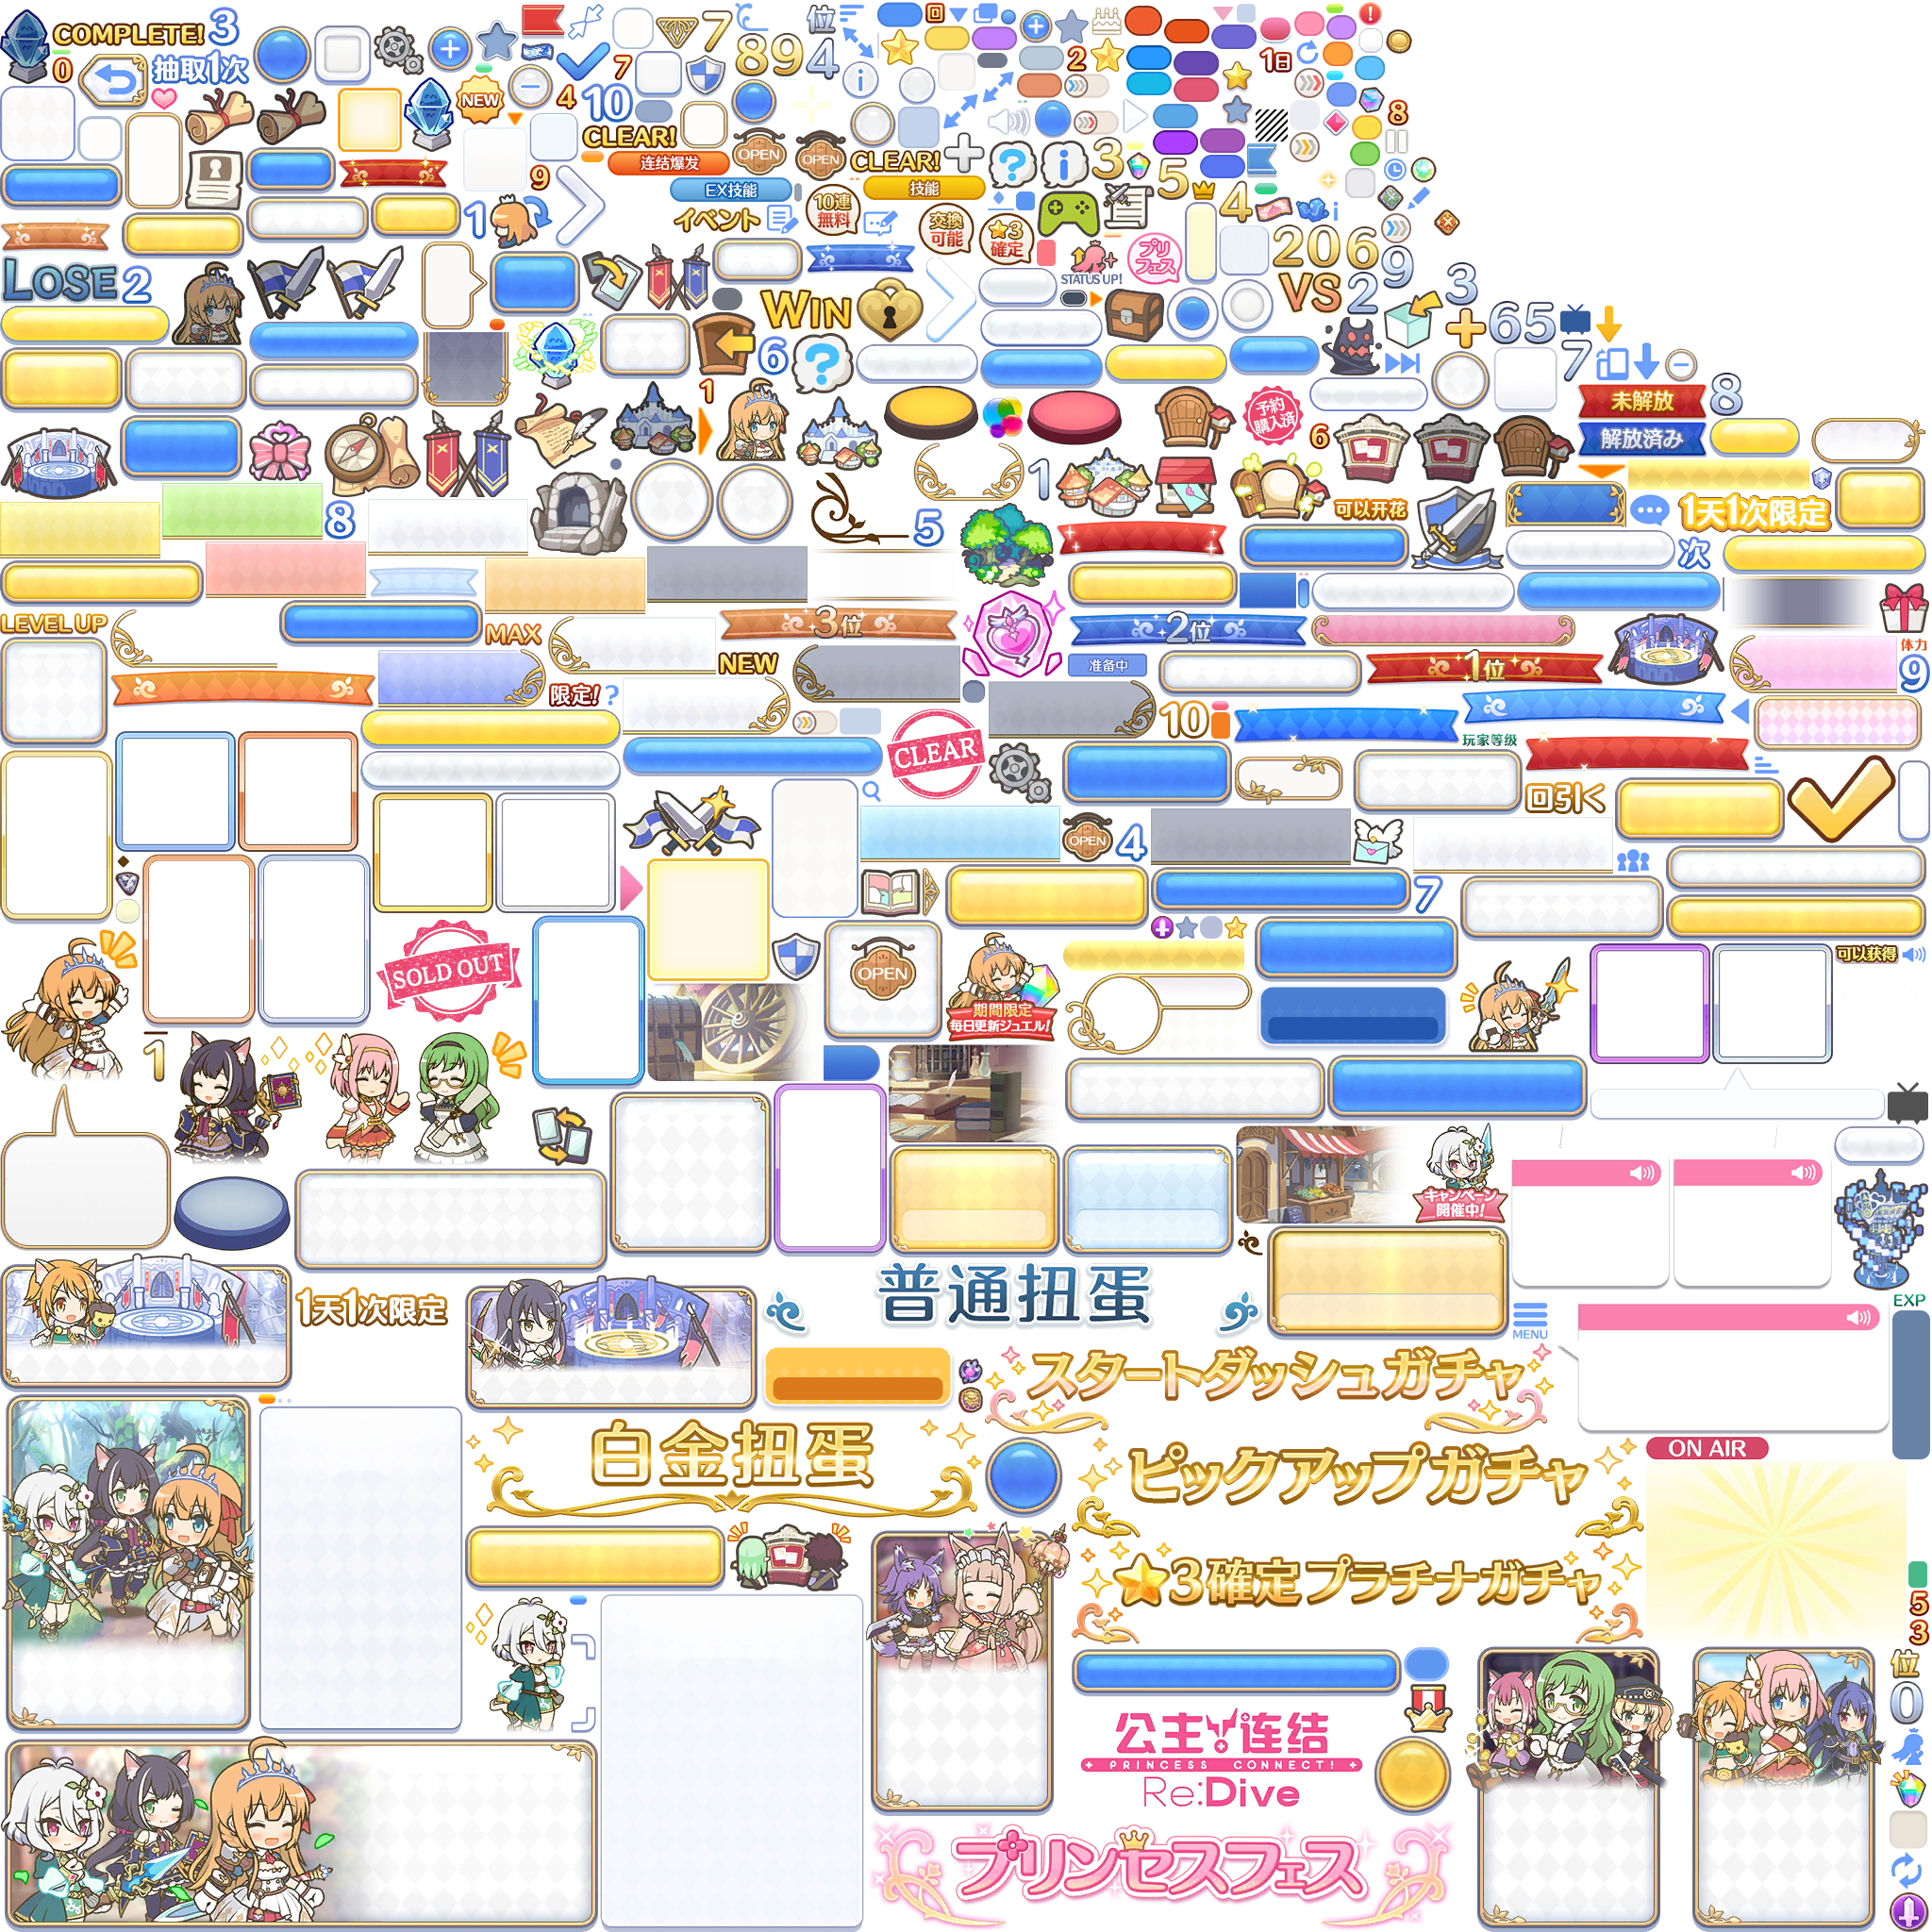 COMPLETE!
3
7
位
回
0
抽取1次
894
2
1日
7
NEW
4
10
8
CLEAR!
OPEN
OPEN
CLEAR!
3
连结爆发
5
9
EX技能
技能
4
1
イベント
10連
無料
交換
可能
★3
確定
プリ
フェス
206
9
STATUS UP!
LOSE
2
VS
2
3
WIN
65
6
7
1
未解放
8
予約
購入済
6
解放済み
1
8
5
可以开花
1天1次限定
次
LEVEL UP
MAX
3位
2位
NEW
准备中
1位
体力
9
限定!
10
CLEAR
玩家等级
回引く
OPEN
4
7
SOLD OUT
OPEN
期間限定
毎日更新ジュエル!
可以获得
1
キャンペーン
開催中!
1天1次限定
普通扭蛋
MENU
EXP
スタートダッシュガチャ
白金扭蛋
ON AIR
ピックアップガチャ
★3確定プラチナガチャ
5
3
位
0
公主连结
PRINCESS CONNECT!
Re:Dive
プリンセスフェス